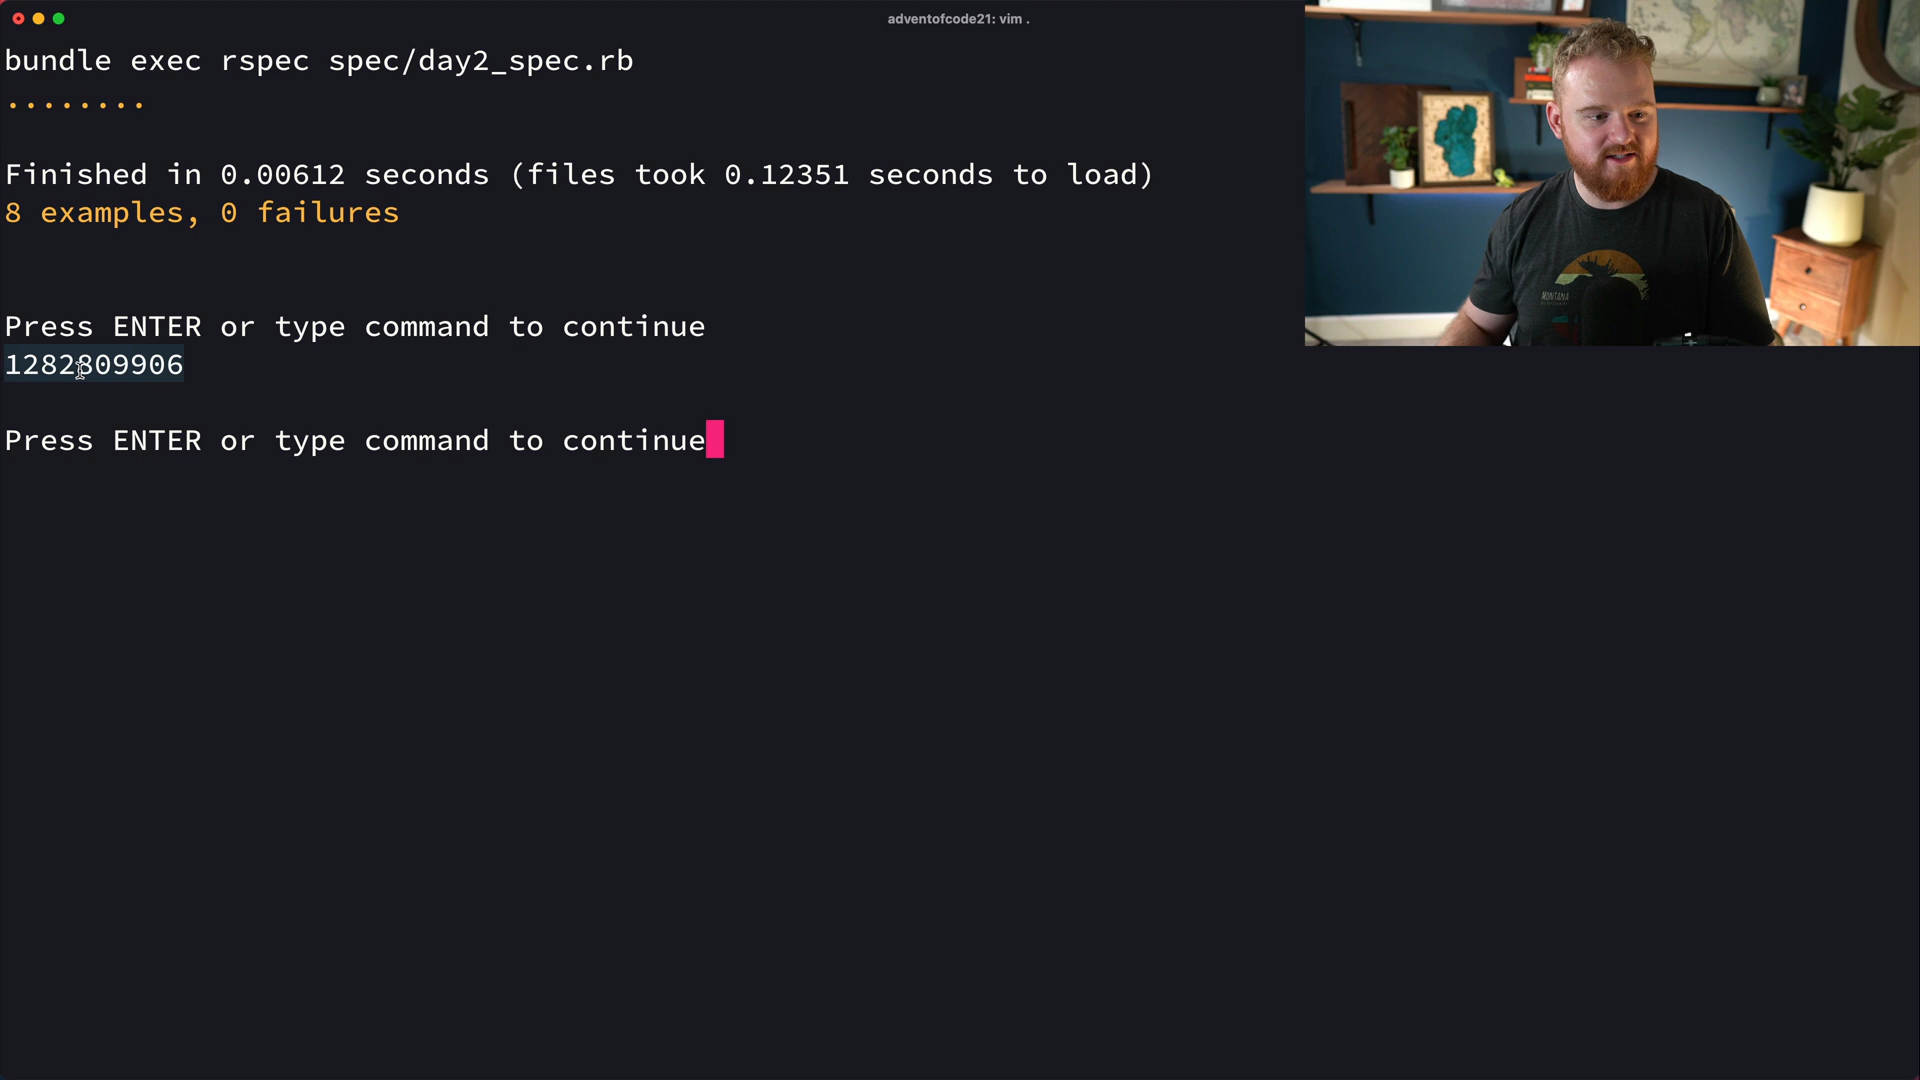 adventofcode21: vim .
bundle exec rspec spec/day2_spec.rb
........
Finished in 0.00612 seconds (files took 0.12351 seconds to load)
8 examples, 0 failures
Press ENTER or type command to continue
1282809906
Press ENTER or type command to continue
MONTANA